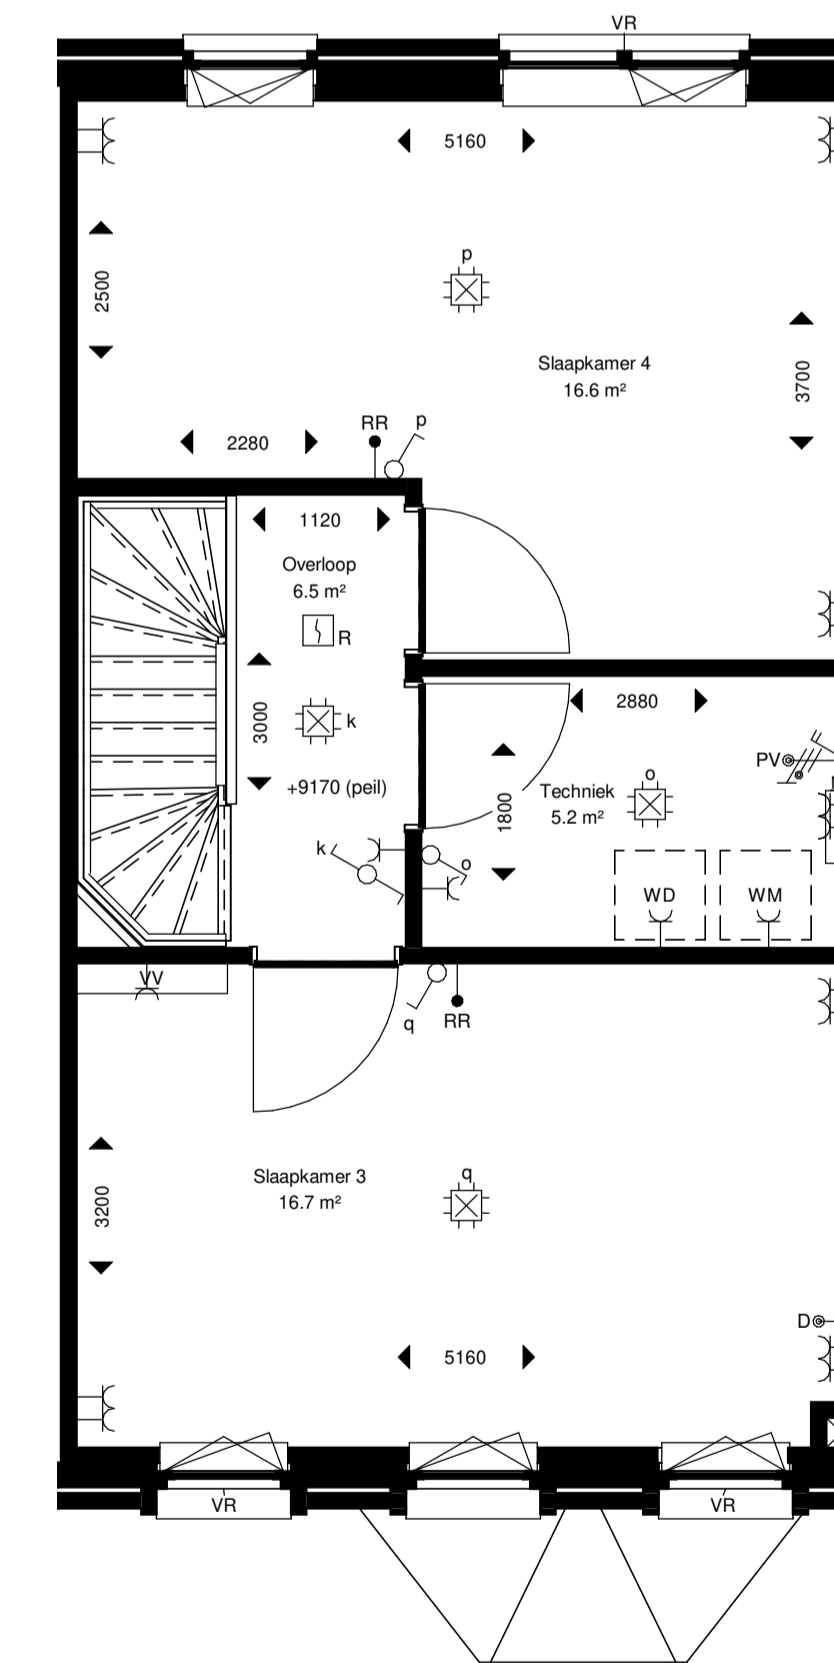 VR
5160
p
2500
Slaapkamer 4
16.6 m²
3700
RR
p
2280
1120
Overloop
6.5 m²
R
3000
k
2880
+9170 (peil)
PV
o
Techniek
5.2 m²
1800
k
o
WD
WM
VV
q
RR
Slaapkamer 3
16.7 m²
q
3200
D
5160
VR
VR